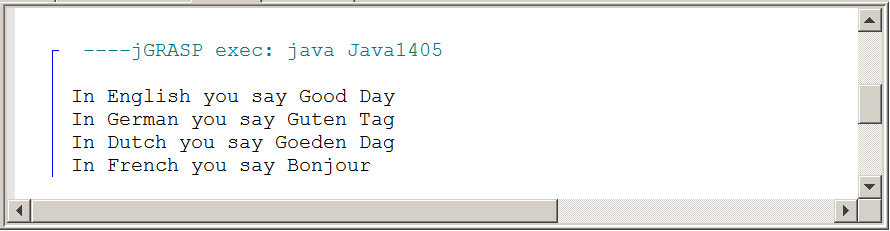 ----jGRASP exec: java Java1405
In English you say Good Day
In German you say Guten Tag
In Dutch you say Goeden Dag
In French you say Bonjour